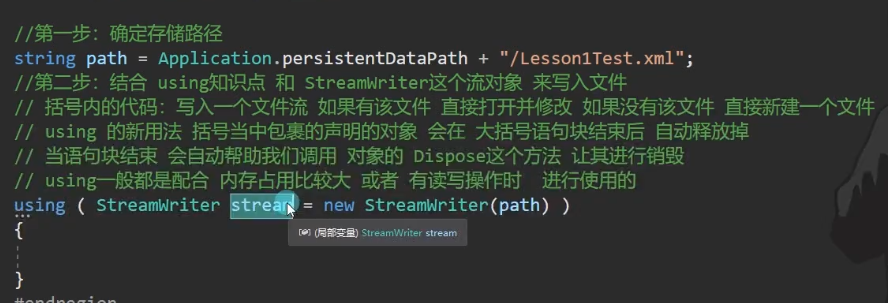 //第一步：确定存储路径
string path = Application.persistentDataPath + "/Lesson1Test.xml";
//第二步：结合 using知识点 和 StreamWriter这个流对象 来写入文件
// 括号内的代码：写入一个文件流 如果有该文件 直接打开并修改 如果没有该文件 直接新建一个文件
// using 的新用法 括号当中包裹的声明的对象 会在 大括号语句块结束后 自动释放掉
// 当语句块结束 会自动帮助我们调用 对象的 Dispose这个方法 让其进行销毁
// using一般都是配合 内存占用比较大 或者 有读写操作时 进行使用的
using ( StreamWriter stream = new StreamWriter(path) )
{
(局部变量) StreamWriter stream
}
#endregion